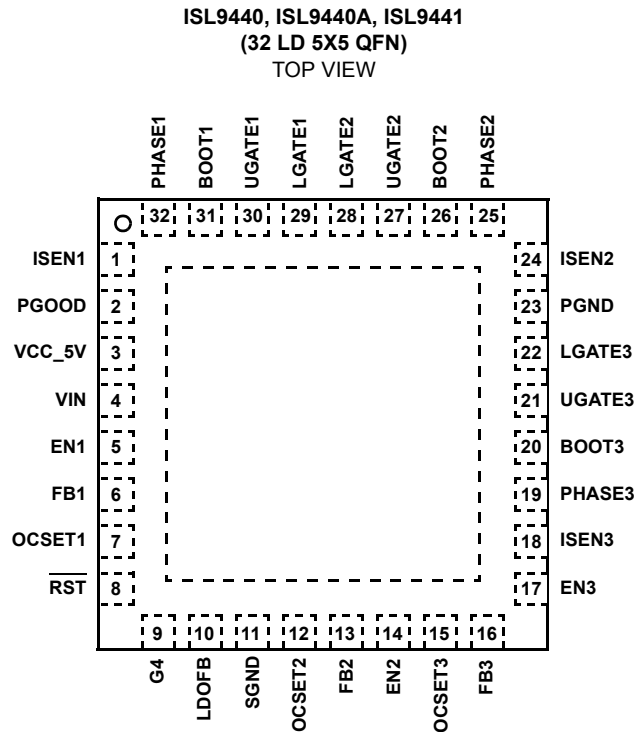 ISL9440, ISL9440A, ISL9441
(32 LD 5X5 QFN)
TOP VIEW
PHASE1
BOOT1
UGATE1
LGATE1
LGATE2
UGATE2
BOOT2
PHASE2
32 31 30 29 28 27 26 25
ISEN1 1
PGOOD 2
VCC_5V 3
VIN 4
EN1 5
FB1 6
OCSET1 7
RST 8
24 ISEN2
23 PGND
22 LGATE3
21 UGATE3
20 BOOT3
19 PHASE3
18 ISEN3
17 EN3
9 10 11 12 13 14 15 16
G4
LDOFB
SGND
OCSET2
FB2
EN2
OCSET3
FB3